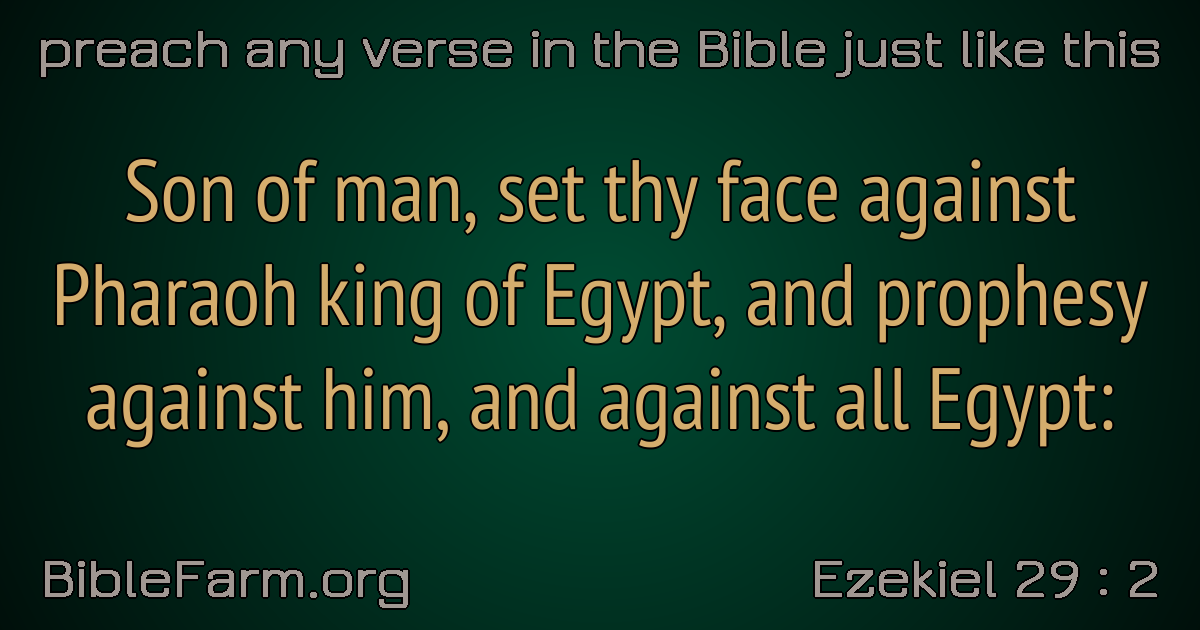 preach any verse in the Bible just like this
Son of man, set thy face against
Pharaoh king of Egypt, and prophesy
against him, and against all Egypt:
BibleFarm.org
Ezekiel 29 : 2